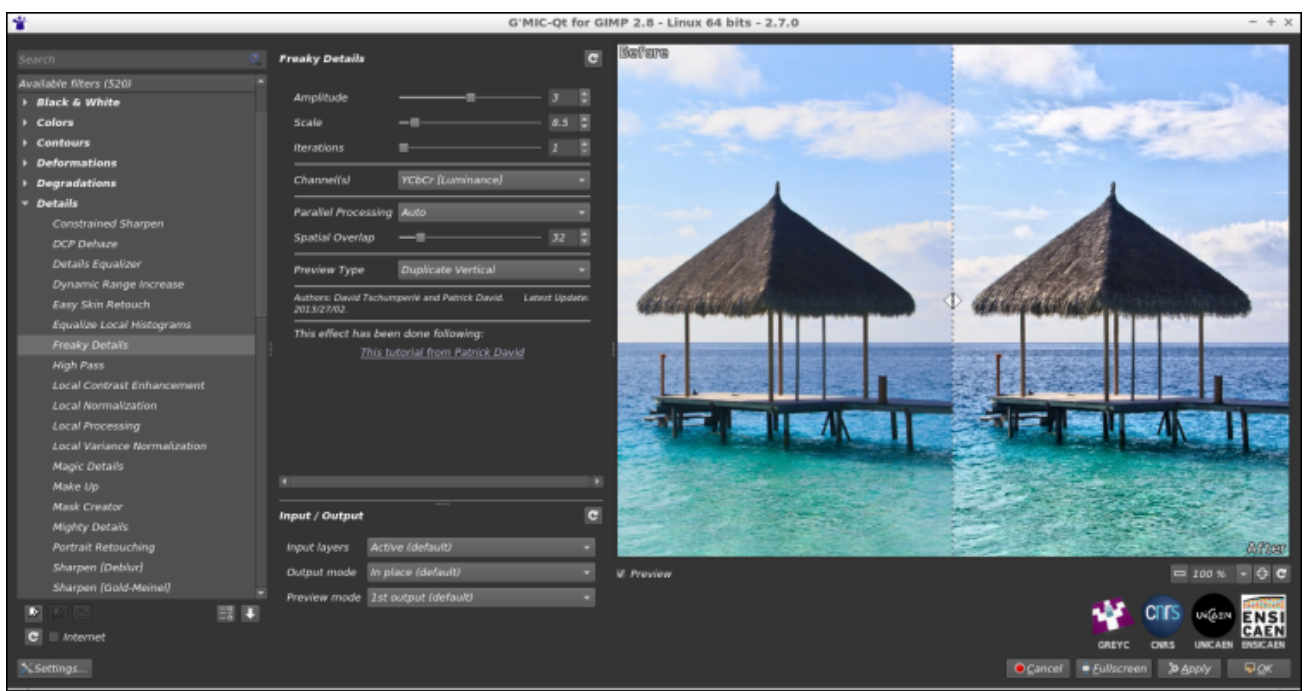 G'MIC-Qt for GIMP 2.8 - Linux 64 bits - 2.7.0
Search
Available filters (520)
Black & White
Colors
Contours
Deformations
Degradations
Details
Constrained Sharpen
DCP Dehaze
Details Equalizer
Dynamic Range Increase
Easy Skin Retouch
Equalize Local Histograms
Freaky Details
High Pass
Local Contrast Enhancement
Local Normalization
Local Processing
Local Variance Normalization
Magic Details
Make Up
Mask Creator
Mighty Details
Portrait Retouching
Sharpen [Deblur]
Sharpen [Gold-Meinel]
Internet
Settings...
Freaky Details
Amplitude 3
Scale 8.5
Iterations 1
Channel(s) YCbCr [Luminance]
Parallel Processing Auto
Spatial Overlap 32
Preview Type Duplicate Vertical
Authors: David Tschumperlé and Patrick David. Latest Update:
2013/27/02.
This effect has been done following:
This tutorial from Patrick David
Input / Output
Input layers Active (default)
Output mode In place (default)
Preview mode 1st output (default)
Before
After
Preview
100 %
GREYC
CNRS
CNRS
UNICAEN
UNICAEN
ENSI
CAEN
ENSICAEN
Cancel
Fullscreen
Apply
OK